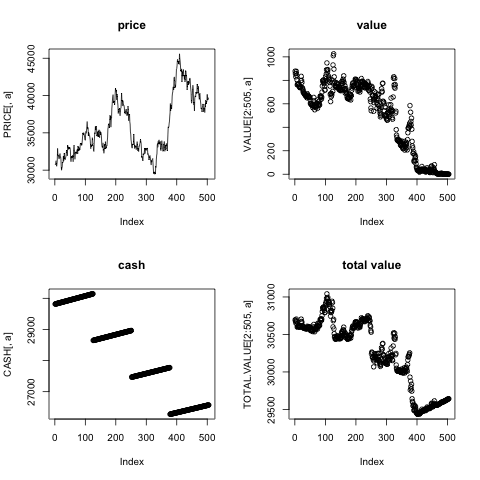 price
PRICE[, a]
30000 35000 40000 45000
0 100 200 300 400 500
Index
value
VALUE[2:505, a]
0 200 600 1000
0 100 200 300 400 500
Index
cash
CASH[, a]
27000 29000
0 100 200 300 400 500
Index
total value
TOTAL.VALUE[2:505, a]
29500 30000 30500 31000
0 100 200 300 400 500
Index